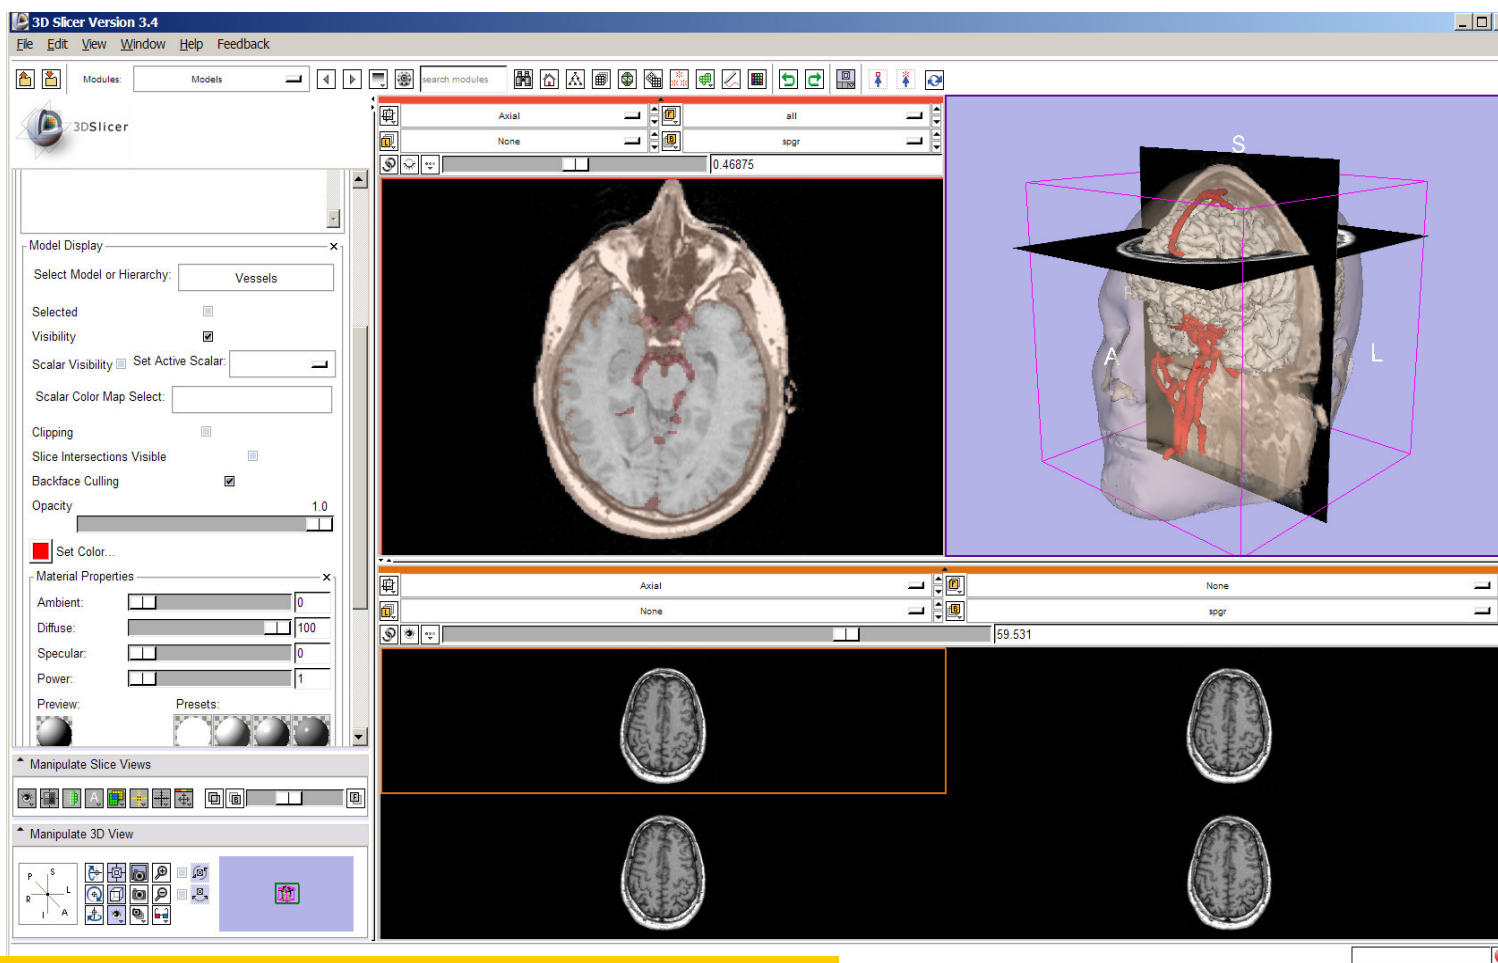 3D Slicer Version 3.4
File Edit View Window Help Feedback
Modules: Models search modules
3DSlicer
Axial all
None spgr
0.46875
S
A
L
Model Display
Select Model or Hierarchy: Vessels
Selected
Visibility
Scalar Visibility Set Active Scalar:
Scalar Color Map Select:
Clipping
Slice Intersections Visible
Backface Culling
Opacity 1.0
Set Color...
Material Properties
Ambient: 0
Diffuse: 100
Specular: 0
Power: 1
Preview: Presets:
Axial None
None spgr
59.531
Manipulate Slice Views
Manipulate 3D View
P S
R L
I A